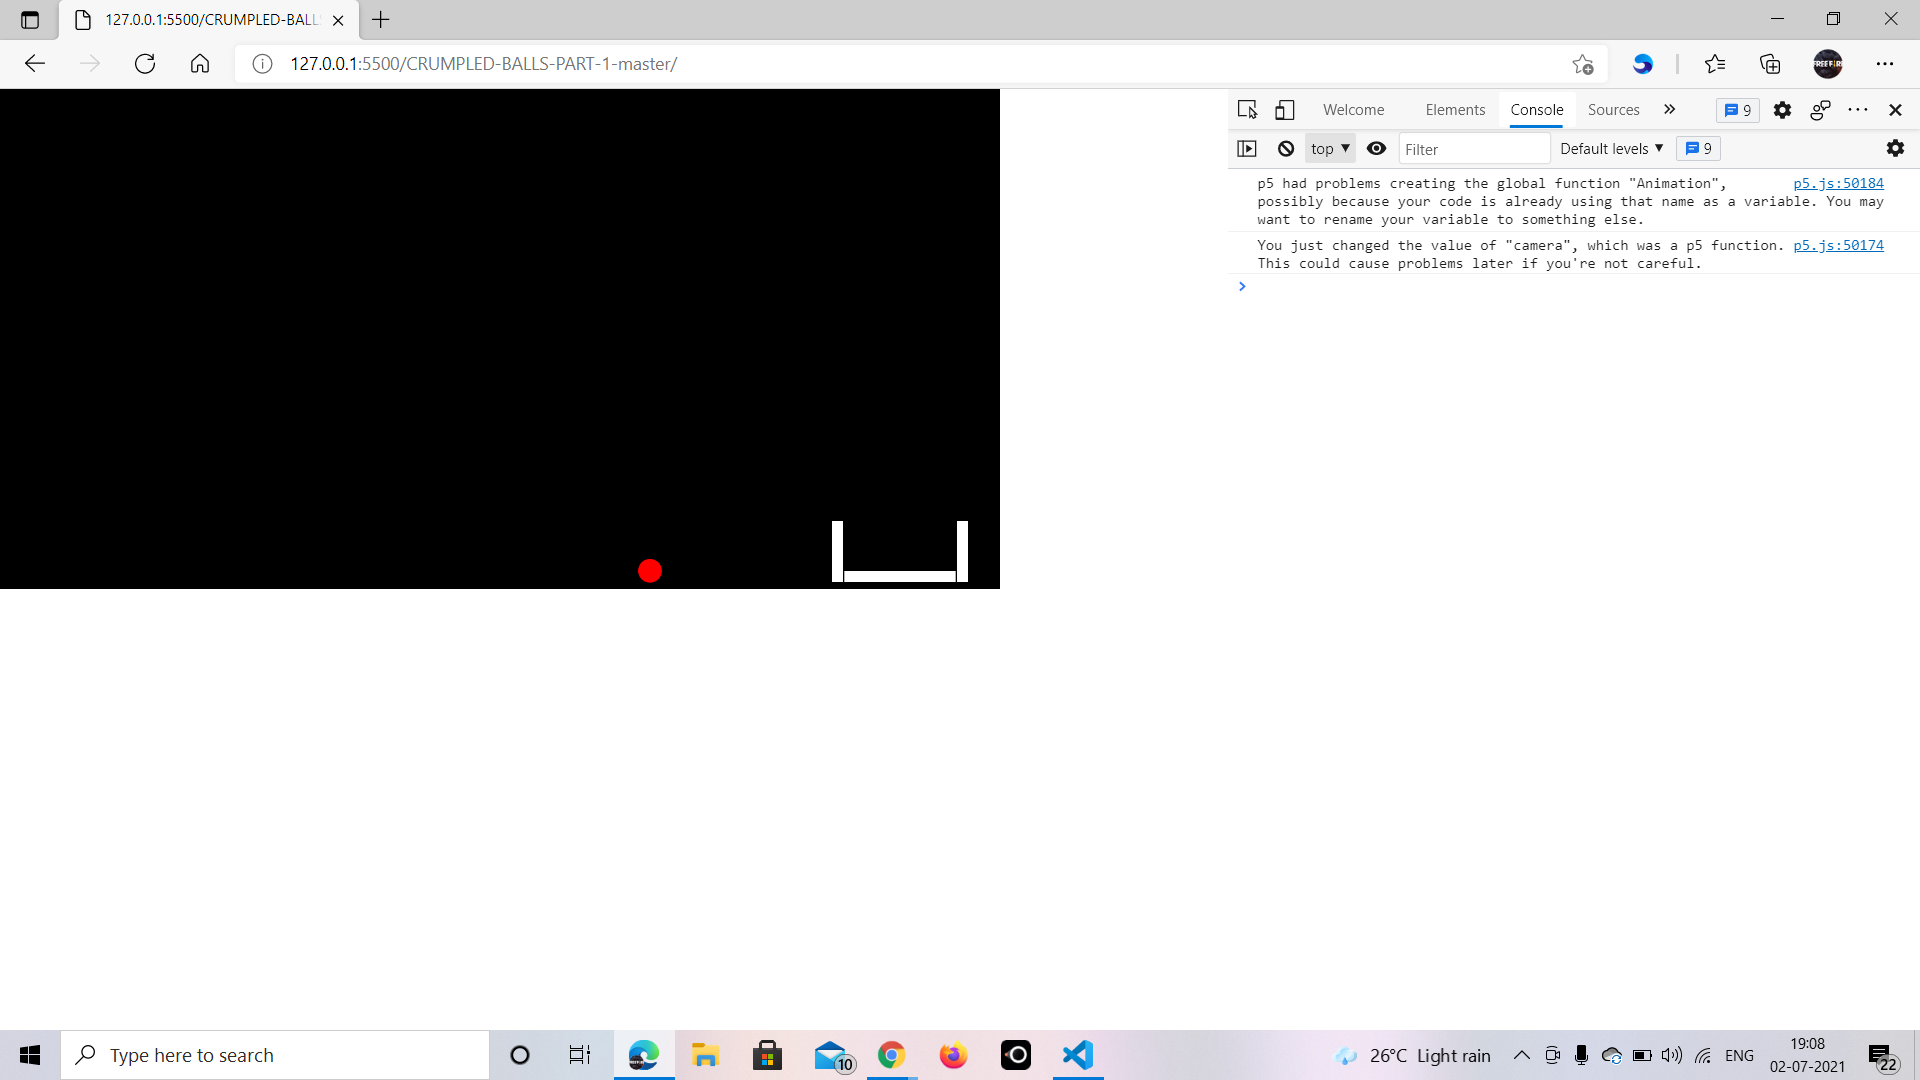 127.0.0.1:5500/CRUMPLED-BALL
127.0.0.1:5500/CRUMPLED-BALLS-PART-1-master/
FREE FIRE
Welcome Elements Console Sources 9
top Filter Default levels 9
p5 had problems creating the global function "Animation", p5.js:50184
possibly because your code is already using that name as a variable. You may
want to rename your variable to something else.
You just changed the value of "camera", which was a p5 function. p5.js:50174
This could cause problems later if you're not careful.
Type here to search
10
26°C Light rain
ENG
19:08
02-07-2021
22